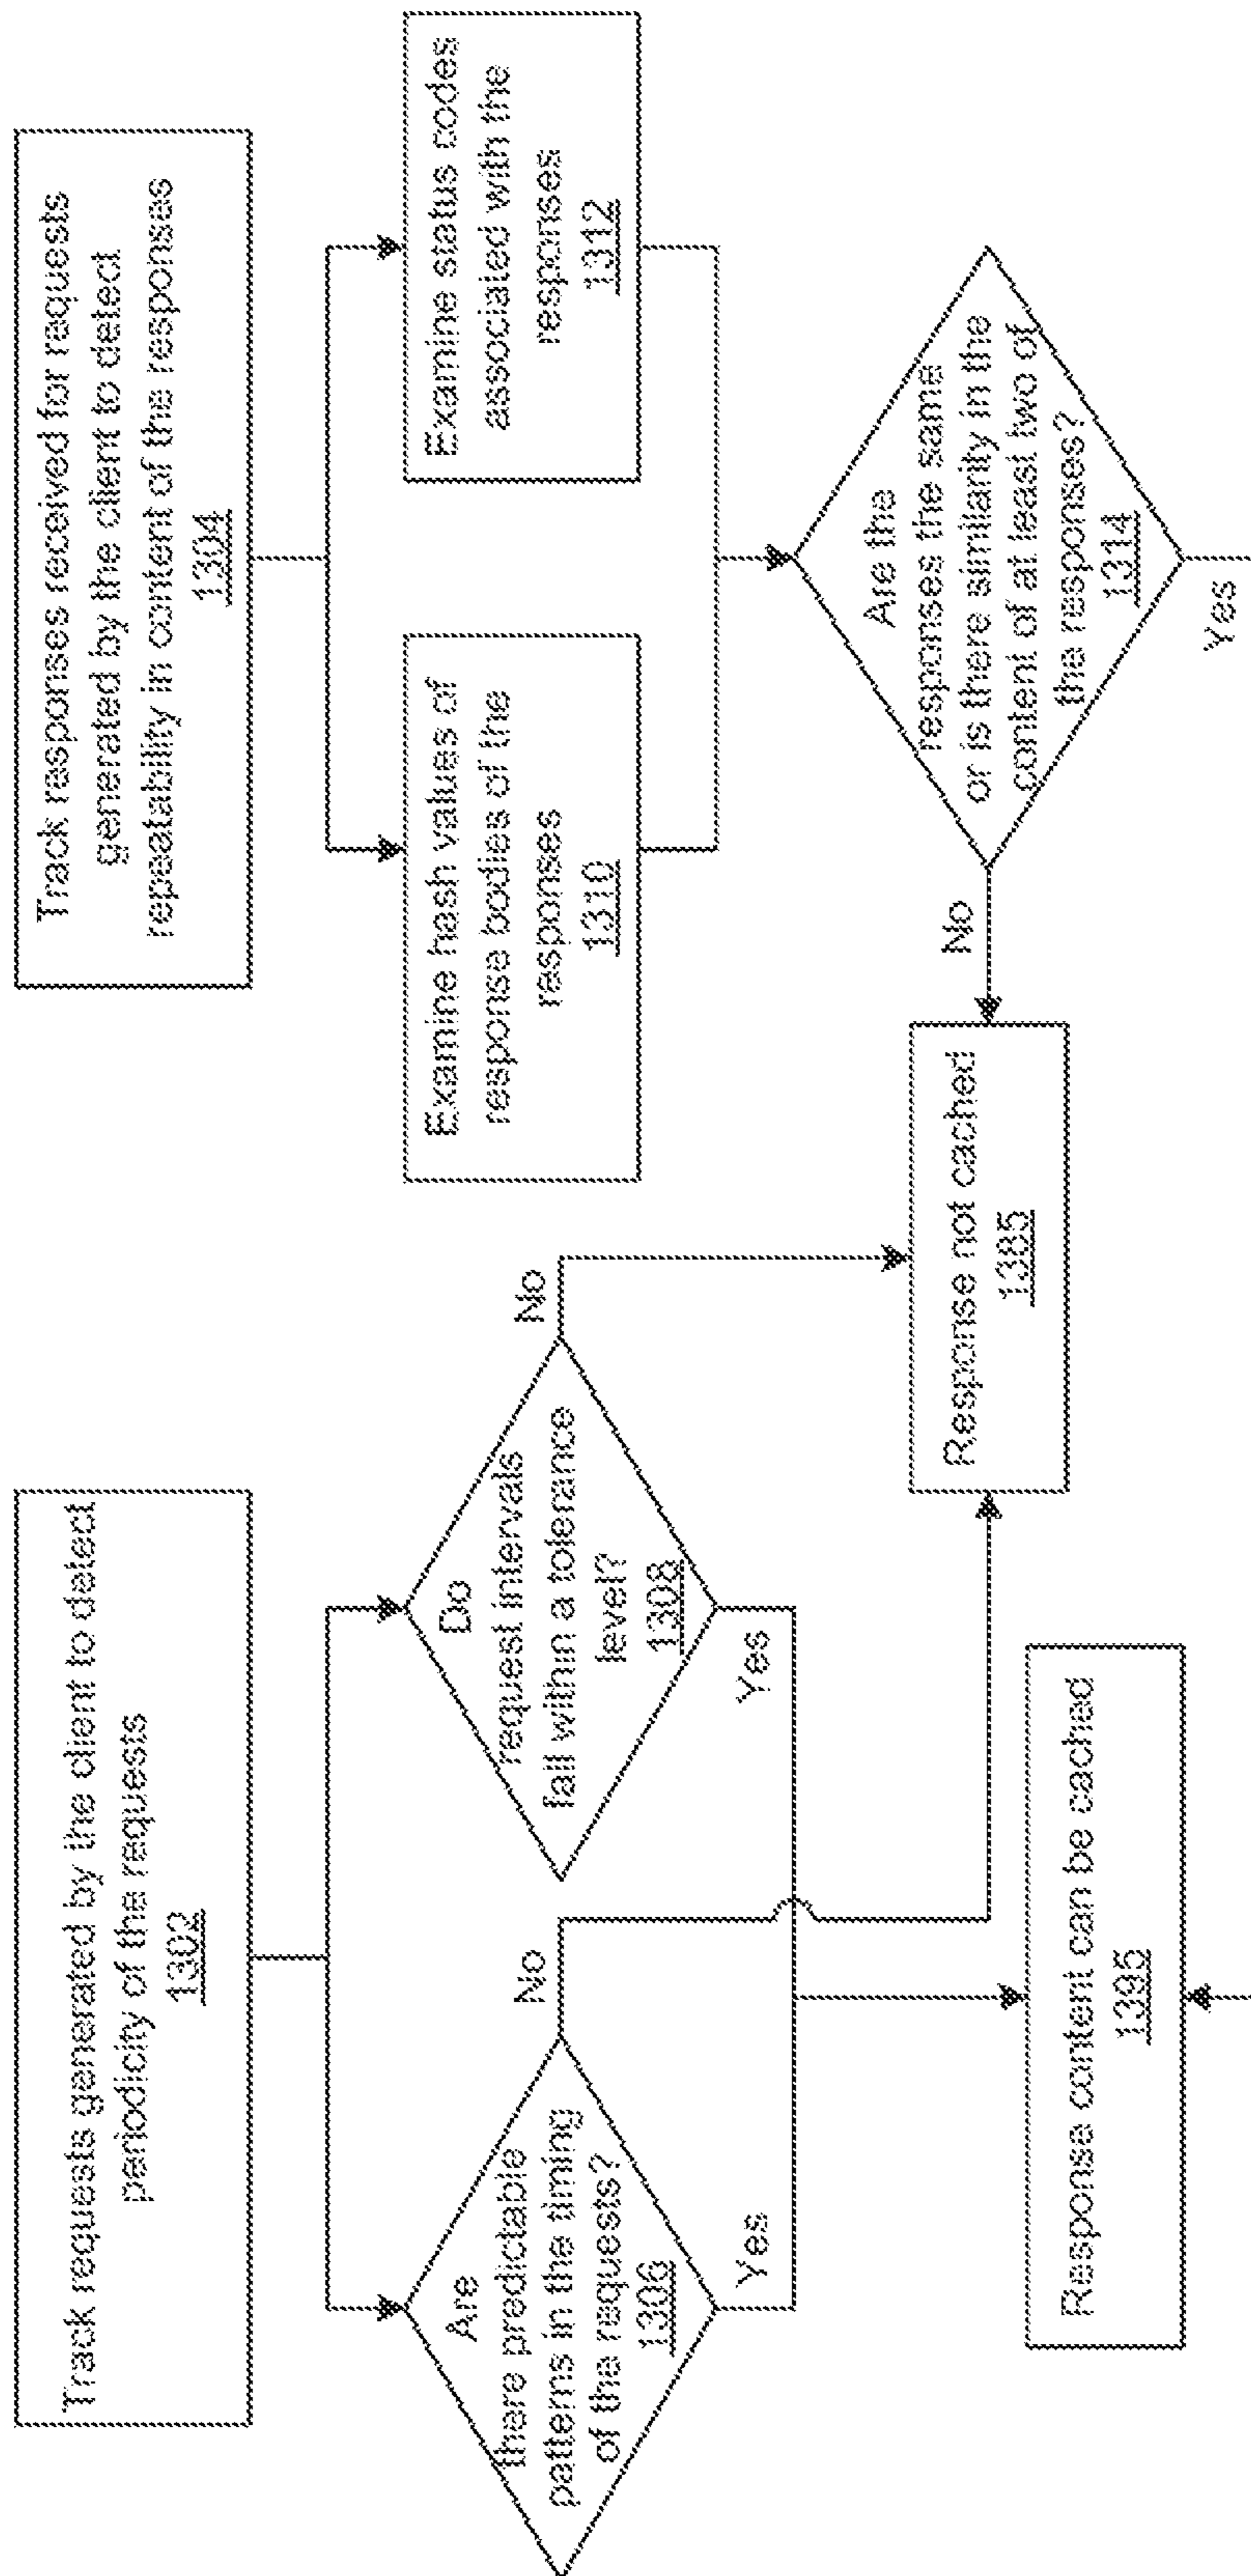 Track requests generated by the client to detect
periodicity of the requests
1302
Track responses received for requests
generated by the client to detect
repeatability in content of the responses
1304
Are
there predictable
patterns in the timing
of the requests?
1306
No
Yes
Do
request intervals
fall within a tolerance
level?
1308
No
Yes
Examine hash values of
response bodies of the
responses
1310
Examine status codes
associated with the
responses
1312
Response not cached
1385
No
Are the
responses the same
or is there similarity in the
content of at least two of
the responses?
1314
Yes
Response content can be cached
1395